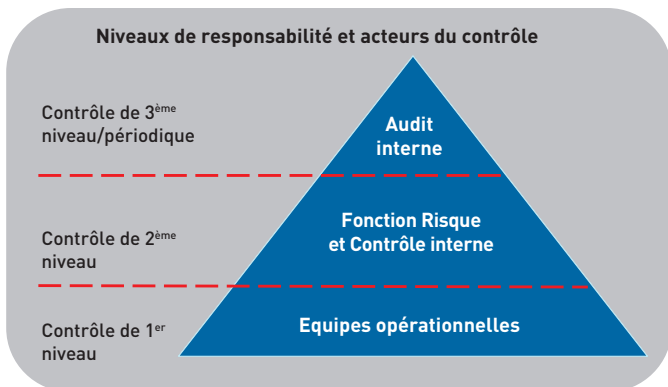 Niveaux de responsabilité et acteurs du contrôle
Contrôle de 3ème
niveau/périodique
Audit
interne
Contrôle de 2ème
niveau
Fonction Risque
et Contrôle interne
Contrôle de 1er
niveau
Equipes opérationnelles